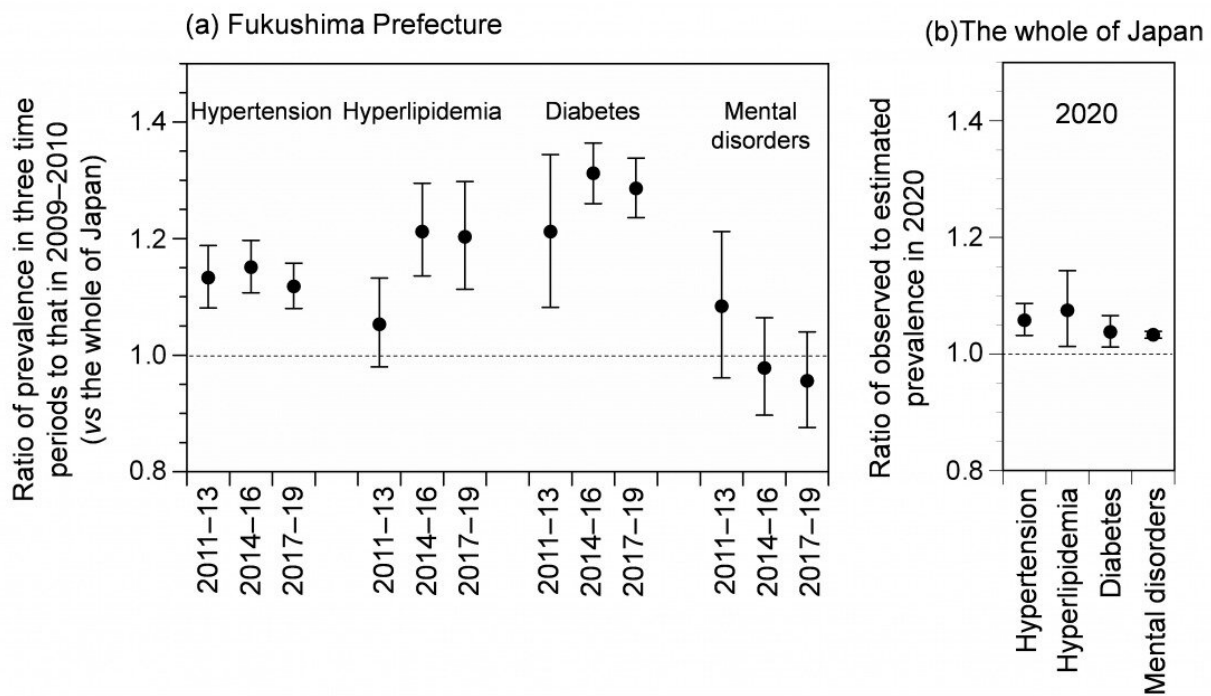 (a) Fukushima Prefecture
Ratio of prevalence in three time
periods to that in 2009–2010
(vs the whole of Japan)
1.4
1.2
1.0
0.8
Hypertension
Hyperlipidemia
Diabetes
Mental
disorders
2011–13
2014–16
2017–19
2011–13
2014–16
2017–19
2011–13
2014–16
2017–19
2011–13
2014–16
2017–19
(b)The whole of Japan
Ratio of observed to estimated
prevalence in 2020
1.4
1.2
1.0
0.8
2020
Hypertension
Hyperlipidemia
Diabetes
Mental disorders